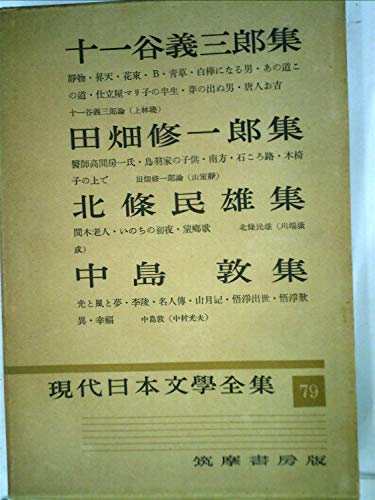 十一谷義三郎集
靜物・昇天・花束・B・靑草・白樺になる男・あの道こ
の道・仕立屋マリ子の半生・芽の出ぬ男・唐人お吉
十一谷義三郎論（上林曉）
田畑修一郎集
醫師高間房一氏・鳥羽家の子供・南方・石ころ路・木椅
子の上で 田畑修一郎論（山室靜）
北條民雄集
間木老人・いのちの初夜・望鄕歌 北條民雄（川端康
成）
中島敦集
光と風と夢・李陵・名人傳・山月記・悟淨出世・悟淨歎
異・幸福 中島敦（中村光夫）
現代日本文學全集 79
筑摩書房版